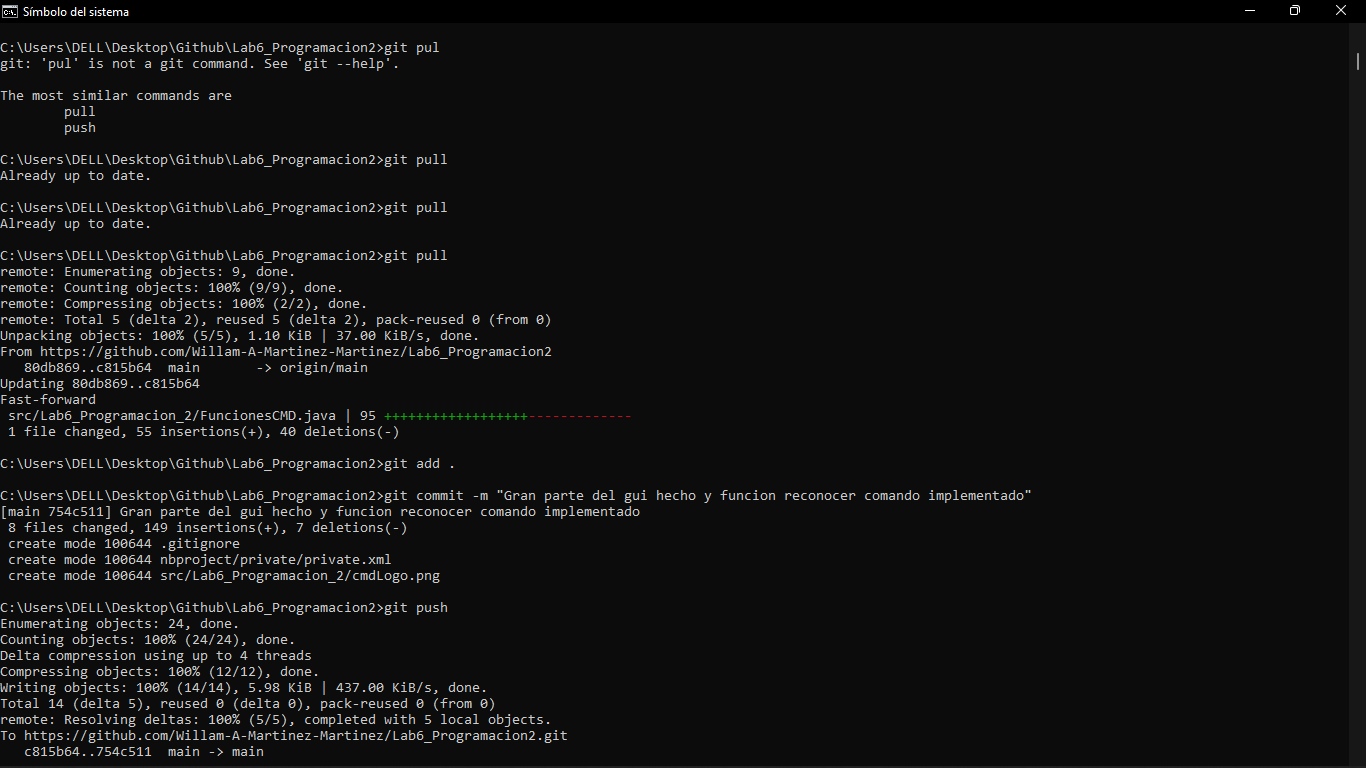 Símbolo del sistema
C:\Users\DELL\Desktop\Github\Lab6_Programacion2>git pul
git: 'pul' is not a git command. See 'git --help'.
The most similar commands are
pull
push
C:\Users\DELL\Desktop\Github\Lab6_Programacion2>git pull
Already up to date.
C:\Users\DELL\Desktop\Github\Lab6_Programacion2>git pull
Already up to date.
C:\Users\DELL\Desktop\Github\Lab6_Programacion2>git pull
remote: Enumerating objects: 9, done.
remote: Counting objects: 100% (9/9), done.
remote: Compressing objects: 100% (2/2), done.
remote: Total 5 (delta 2), reused 5 (delta 2), pack-reused 0 (from 0)
Unpacking objects: 100% (5/5), 1.10 KiB | 37.00 KiB/s, done.
From https://github.com/Willam-A-Martinez-Martinez/Lab6_Programacion2
80db869..c815b64  main       -> origin/main
Updating 80db869..c815b64
Fast-forward
src/Lab6_Programacion_2/FuncionesCMD.java | 95 ++++++++++++++++++-------------
1 file changed, 55 insertions(+), 40 deletions(-)
C:\Users\DELL\Desktop\Github\Lab6_Programacion2>git add .
C:\Users\DELL\Desktop\Github\Lab6_Programacion2>git commit -m "Gran parte del gui hecho y funcion reconocer comando implementado"
[main 754c511] Gran parte del gui hecho y funcion reconocer comando implementado
8 files changed, 149 insertions(+), 7 deletions(-)
create mode 100644 .gitignore
create mode 100644 nbproject/private/private.xml
create mode 100644 src/Lab6_Programacion_2/cmdLogo.png
C:\Users\DELL\Desktop\Github\Lab6_Programacion2>git push
Enumerating objects: 24, done.
Counting objects: 100% (24/24), done.
Delta compression using up to 4 threads
Compressing objects: 100% (12/12), done.
Writing objects: 100% (14/14), 5.98 KiB | 437.00 KiB/s, done.
Total 14 (delta 5), reused 0 (delta 0), pack-reused 0 (from 0)
remote: Resolving deltas: 100% (5/5), completed with 5 local objects.
To https://github.com/Willam-A-Martinez-Martinez/Lab6_Programacion2.git
c815b64..754c511  main -> main